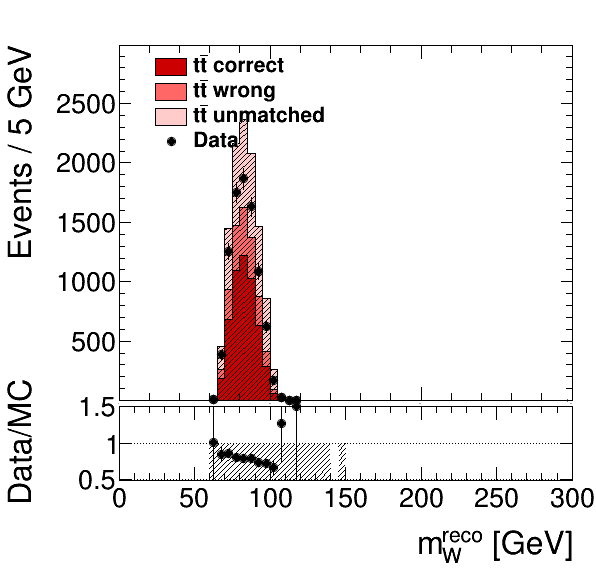 tt̄ correct
tt̄ wrong
tt̄ unmatched
Data
Events / 5 GeV
2500
2000
1500
1000
500
Data/MC
1.5
1
0.5
0 50 100 150 200 250 300
m_W^reco [GeV]